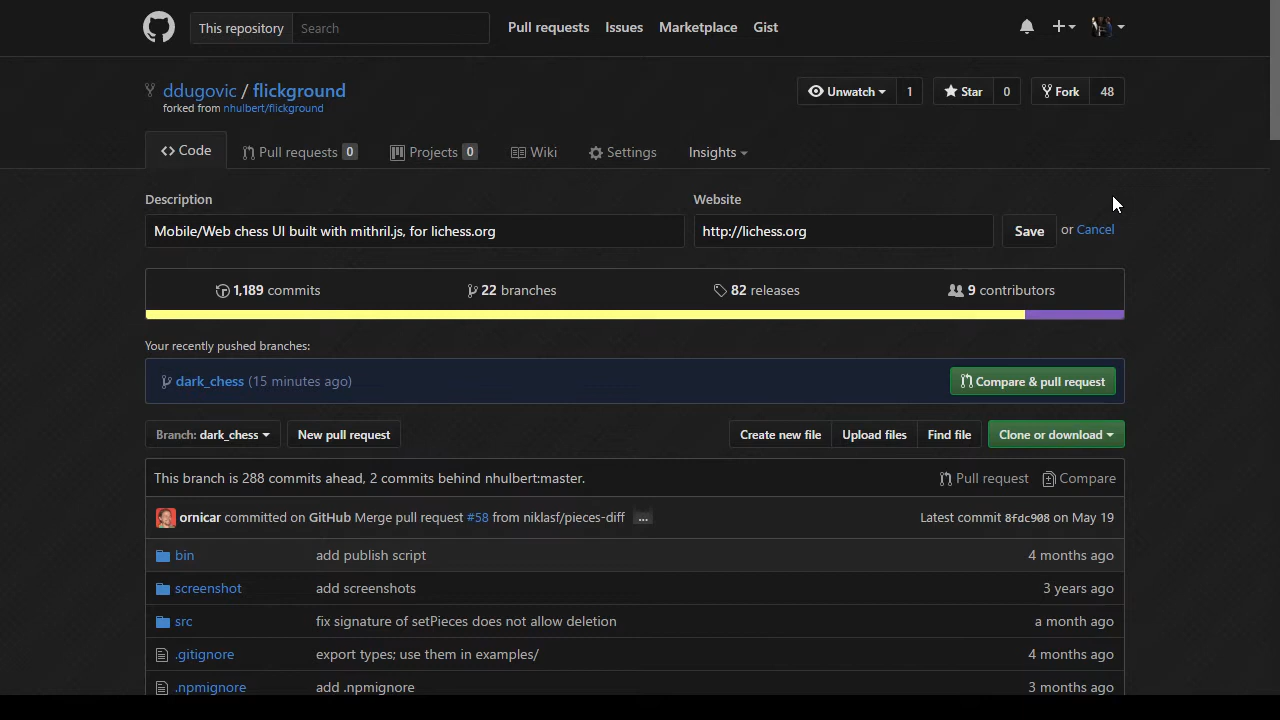 This repository Search Pull requests Issues Marketplace Gist
ddugovic / flickground Unwatch 1 Star 0 Fork 48
forked from nhulbert/flickground
Code Pull requests 0 Projects 0 Wiki Settings Insights
Description Website
Mobile/Web chess UI built with mithril.js, for lichess.org http://lichess.org Save or Cancel
1,189 commits 22 branches 82 releases 9 contributors
Your recently pushed branches:
dark_chess (15 minutes ago) Compare & pull request
Branch: dark_chess New pull request Create new file Upload files Find file Clone or download
This branch is 288 commits ahead, 2 commits behind nhulbert:master. Pull request Compare
ornicar committed on GitHub Merge pull request #58 from niklasf/pieces-diff ... Latest commit 8fdc908 on May 19
bin add publish script 4 months ago
screenshot add screenshots 3 years ago
src fix signature of setPieces does not allow deletion a month ago
.gitignore export types; use them in examples/ 4 months ago
.npmignore add .npmignore 3 months ago